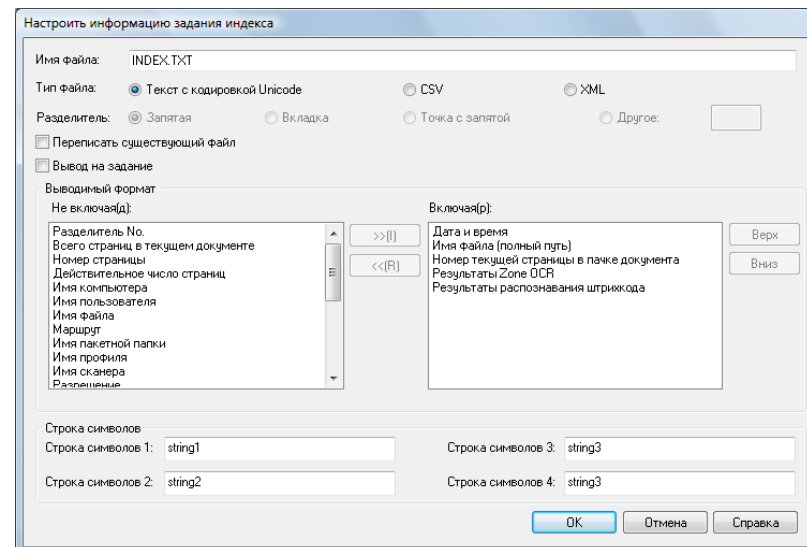 Настроить информацию задания индекса
Имя файла: INDEX.TXT
Тип файла: Текст с кодировкой Unicode CSV XML
Разделитель: Запятая Вкладка Точка с запятой Другое:
Переписать существующий файл
Вывод на задание
Выводимый формат
Не включая(д): Включая(р):
Разделитель No.
Всего страниц в текущем документе
Номер страницы
Действительное число страниц
Имя компьютера
Имя пользователя
Имя файла
Маршрут
Имя пакетной папки
Имя профиля
Имя сканера
Разрешение
>>(I)
<<(R)
Дата и время
Имя файла (полный путь)
Номер текущей страницы в пачке документа
Результаты Zone OCR
Результаты распознавания штрихкода
Верх
Вниз
Строка символов
Строка символов 1: string1 Строка символов 3: string3
Строка символов 2: string2 Строка символов 4: string3
OK Отмена Справка